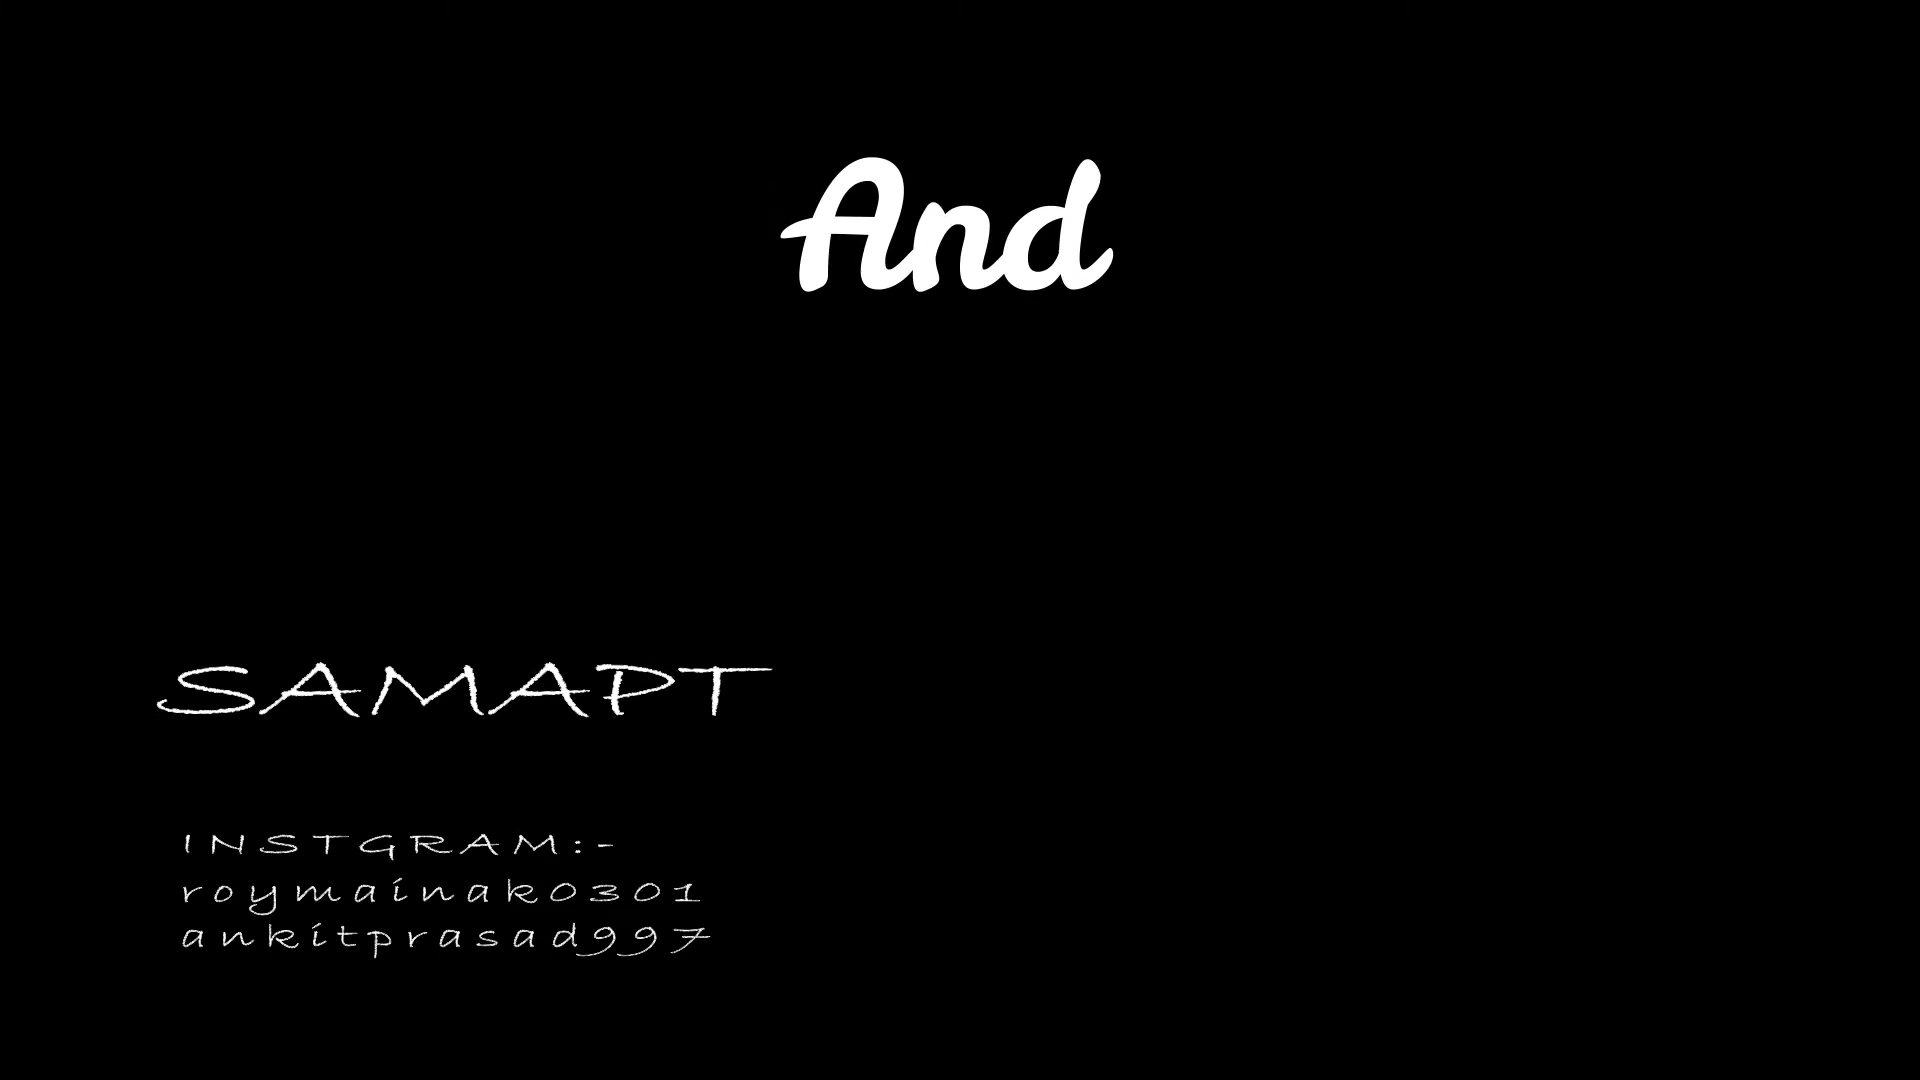 And
SAMAPT
INSTGRAM:-
roymainak0301
ankitprasad997